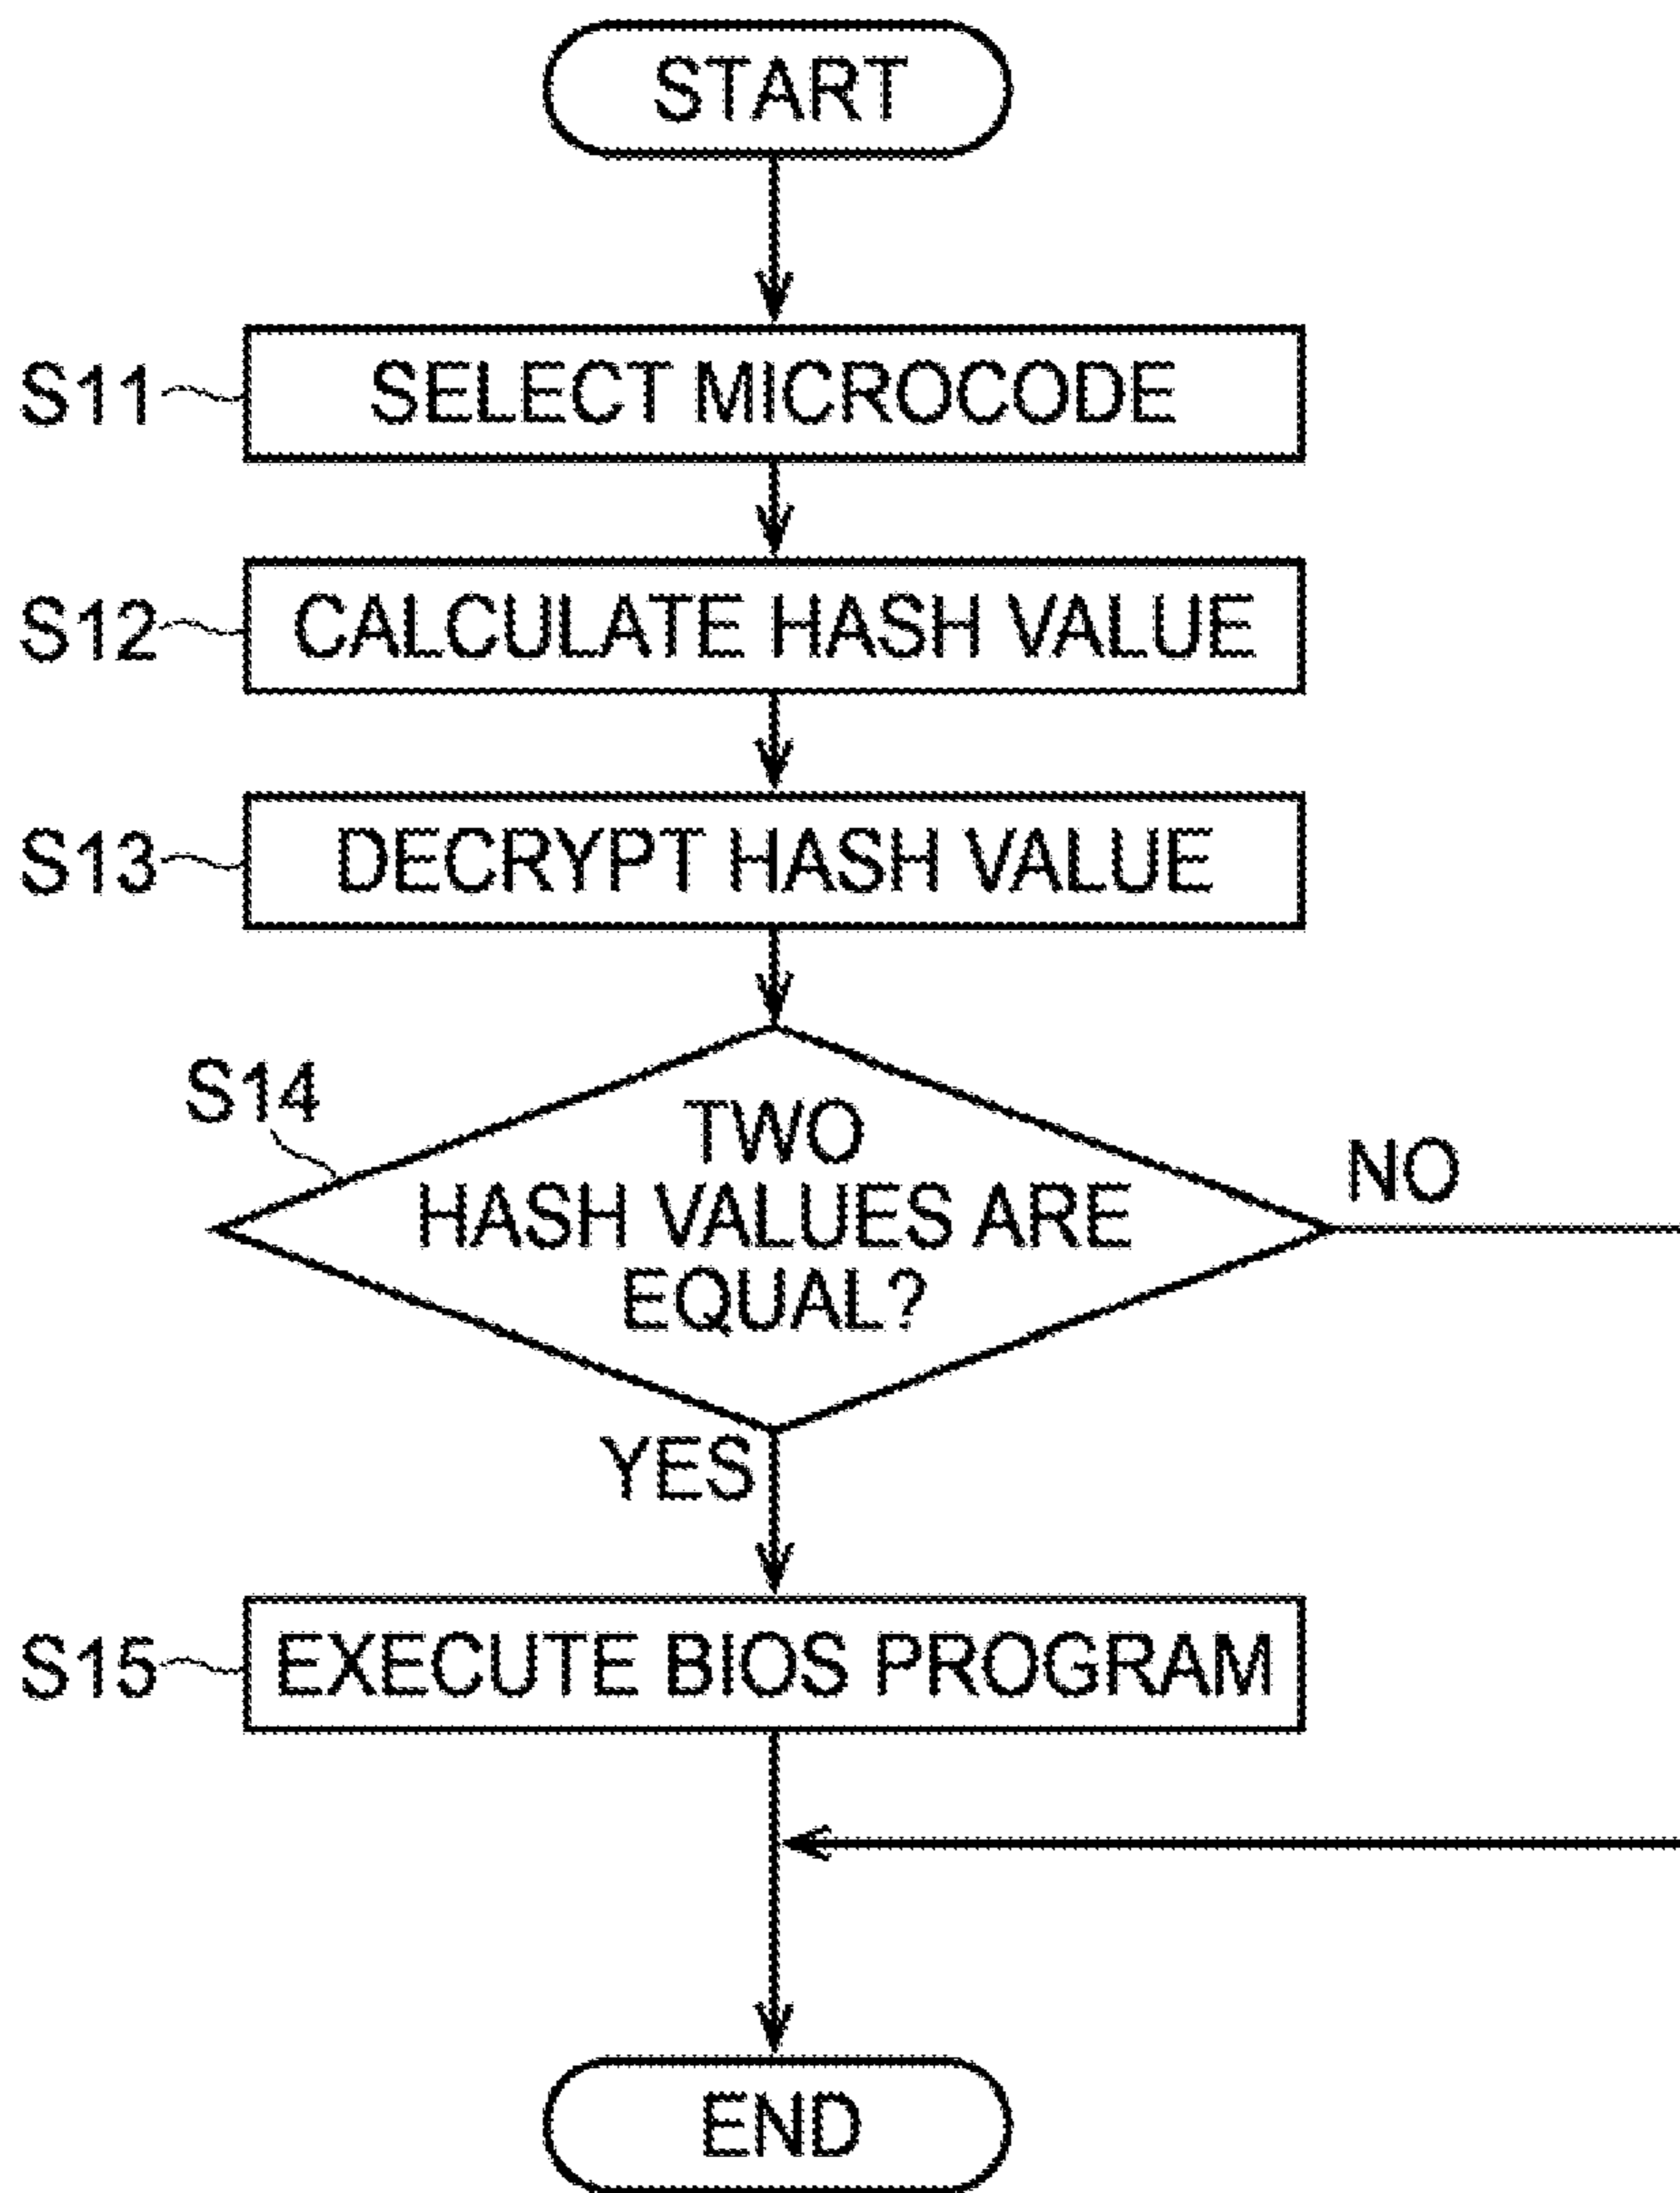 START
S11
SELECT MICROCODE
S12
CALCULATE HASH VALUE
S13
DECRYPT HASH VALUE
S14
TWO
HASH VALUES ARE
EQUAL?
NO
YES
S15
EXECUTE BIOS PROGRAM
END